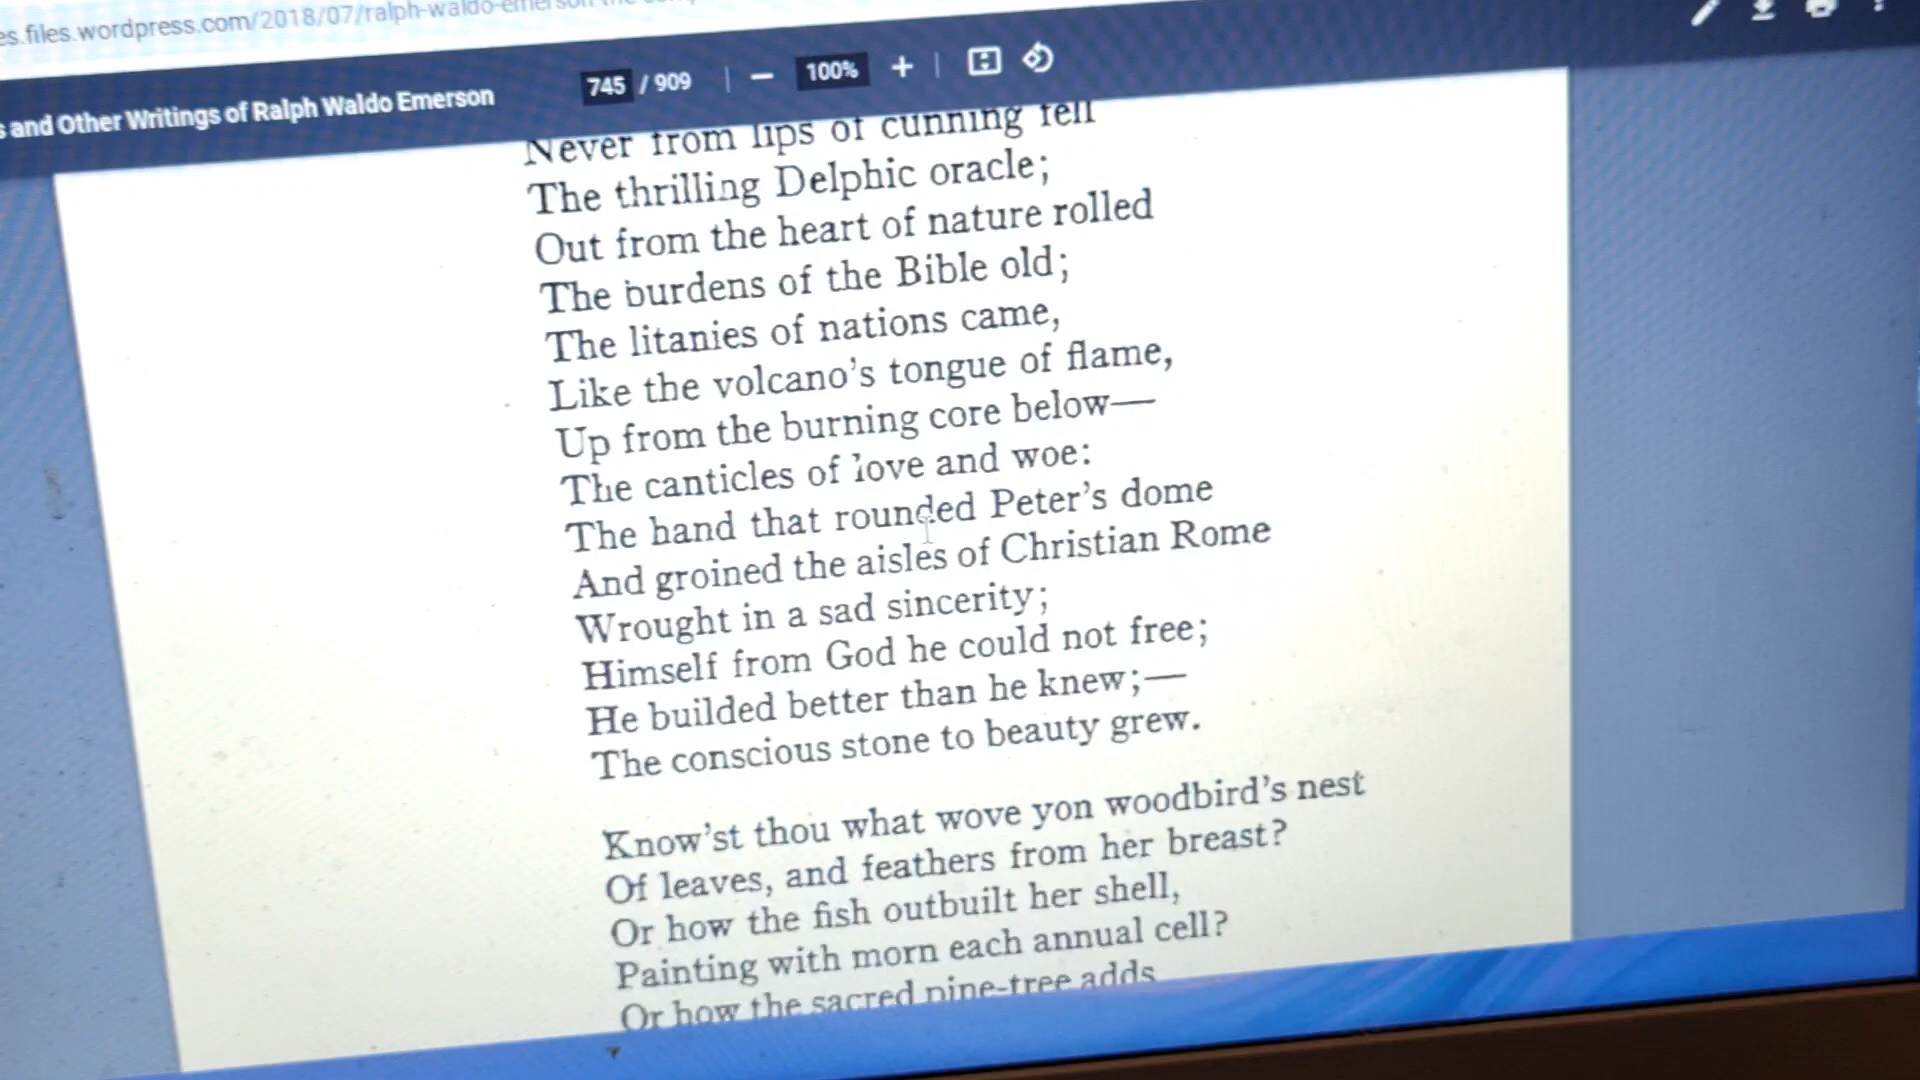 es.files.wordpress.com/2018/07/ralph-waldo-emerson-the-comp
s and Other Writings of Ralph Waldo Emerson 745 / 909 — 100% +
Never from lips of cunning fell
The thrilling Delphic oracle;
Out from the heart of nature rolled
The burdens of the Bible old;
The litanies of nations came,
Like the volcano's tongue of flame,
Up from the burning core below—
The canticles of love and woe:
The hand that rounded Peter's dome
And groined the aisles of Christian Rome
Wrought in a sad sincerity;
Himself from God he could not free;
He builded better than he knew;—
The conscious stone to beauty grew.
Know'st thou what wove yon woodbird's nest
Of leaves, and feathers from her breast?
Or how the fish outbuilt her shell,
Painting with morn each annual cell?
Or how the sacred pine-tree adds